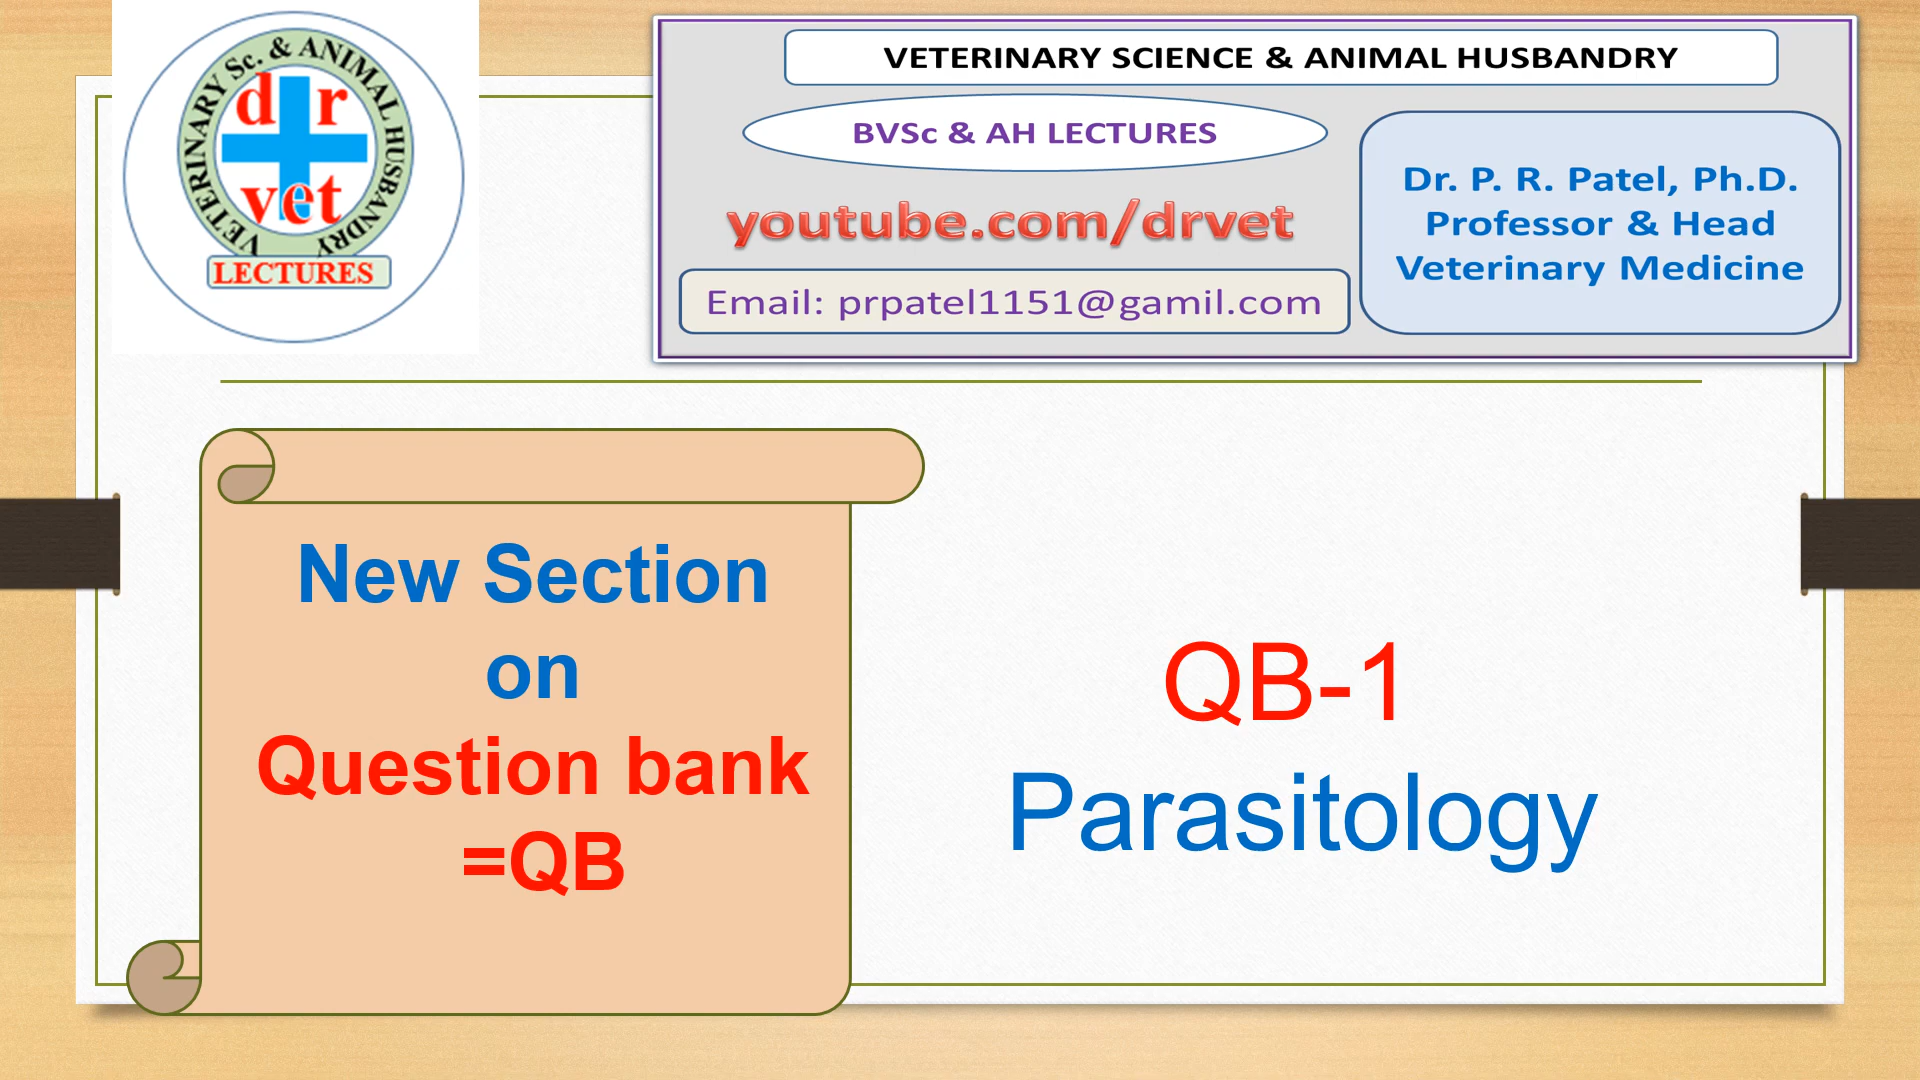 VETERINARY Sc. & ANIMAL HUSBANDRY
d r
vet
LECTURES
VETERINARY SCIENCE & ANIMAL HUSBANDRY
BVSc & AH LECTURES
youtube.com/drvet
Email: prpatel1151@gamil.com
Dr. P. R. Patel, Ph.D.
Professor & Head
Veterinary Medicine
New Section
on
Question bank
=QB
QB-1
Parasitology